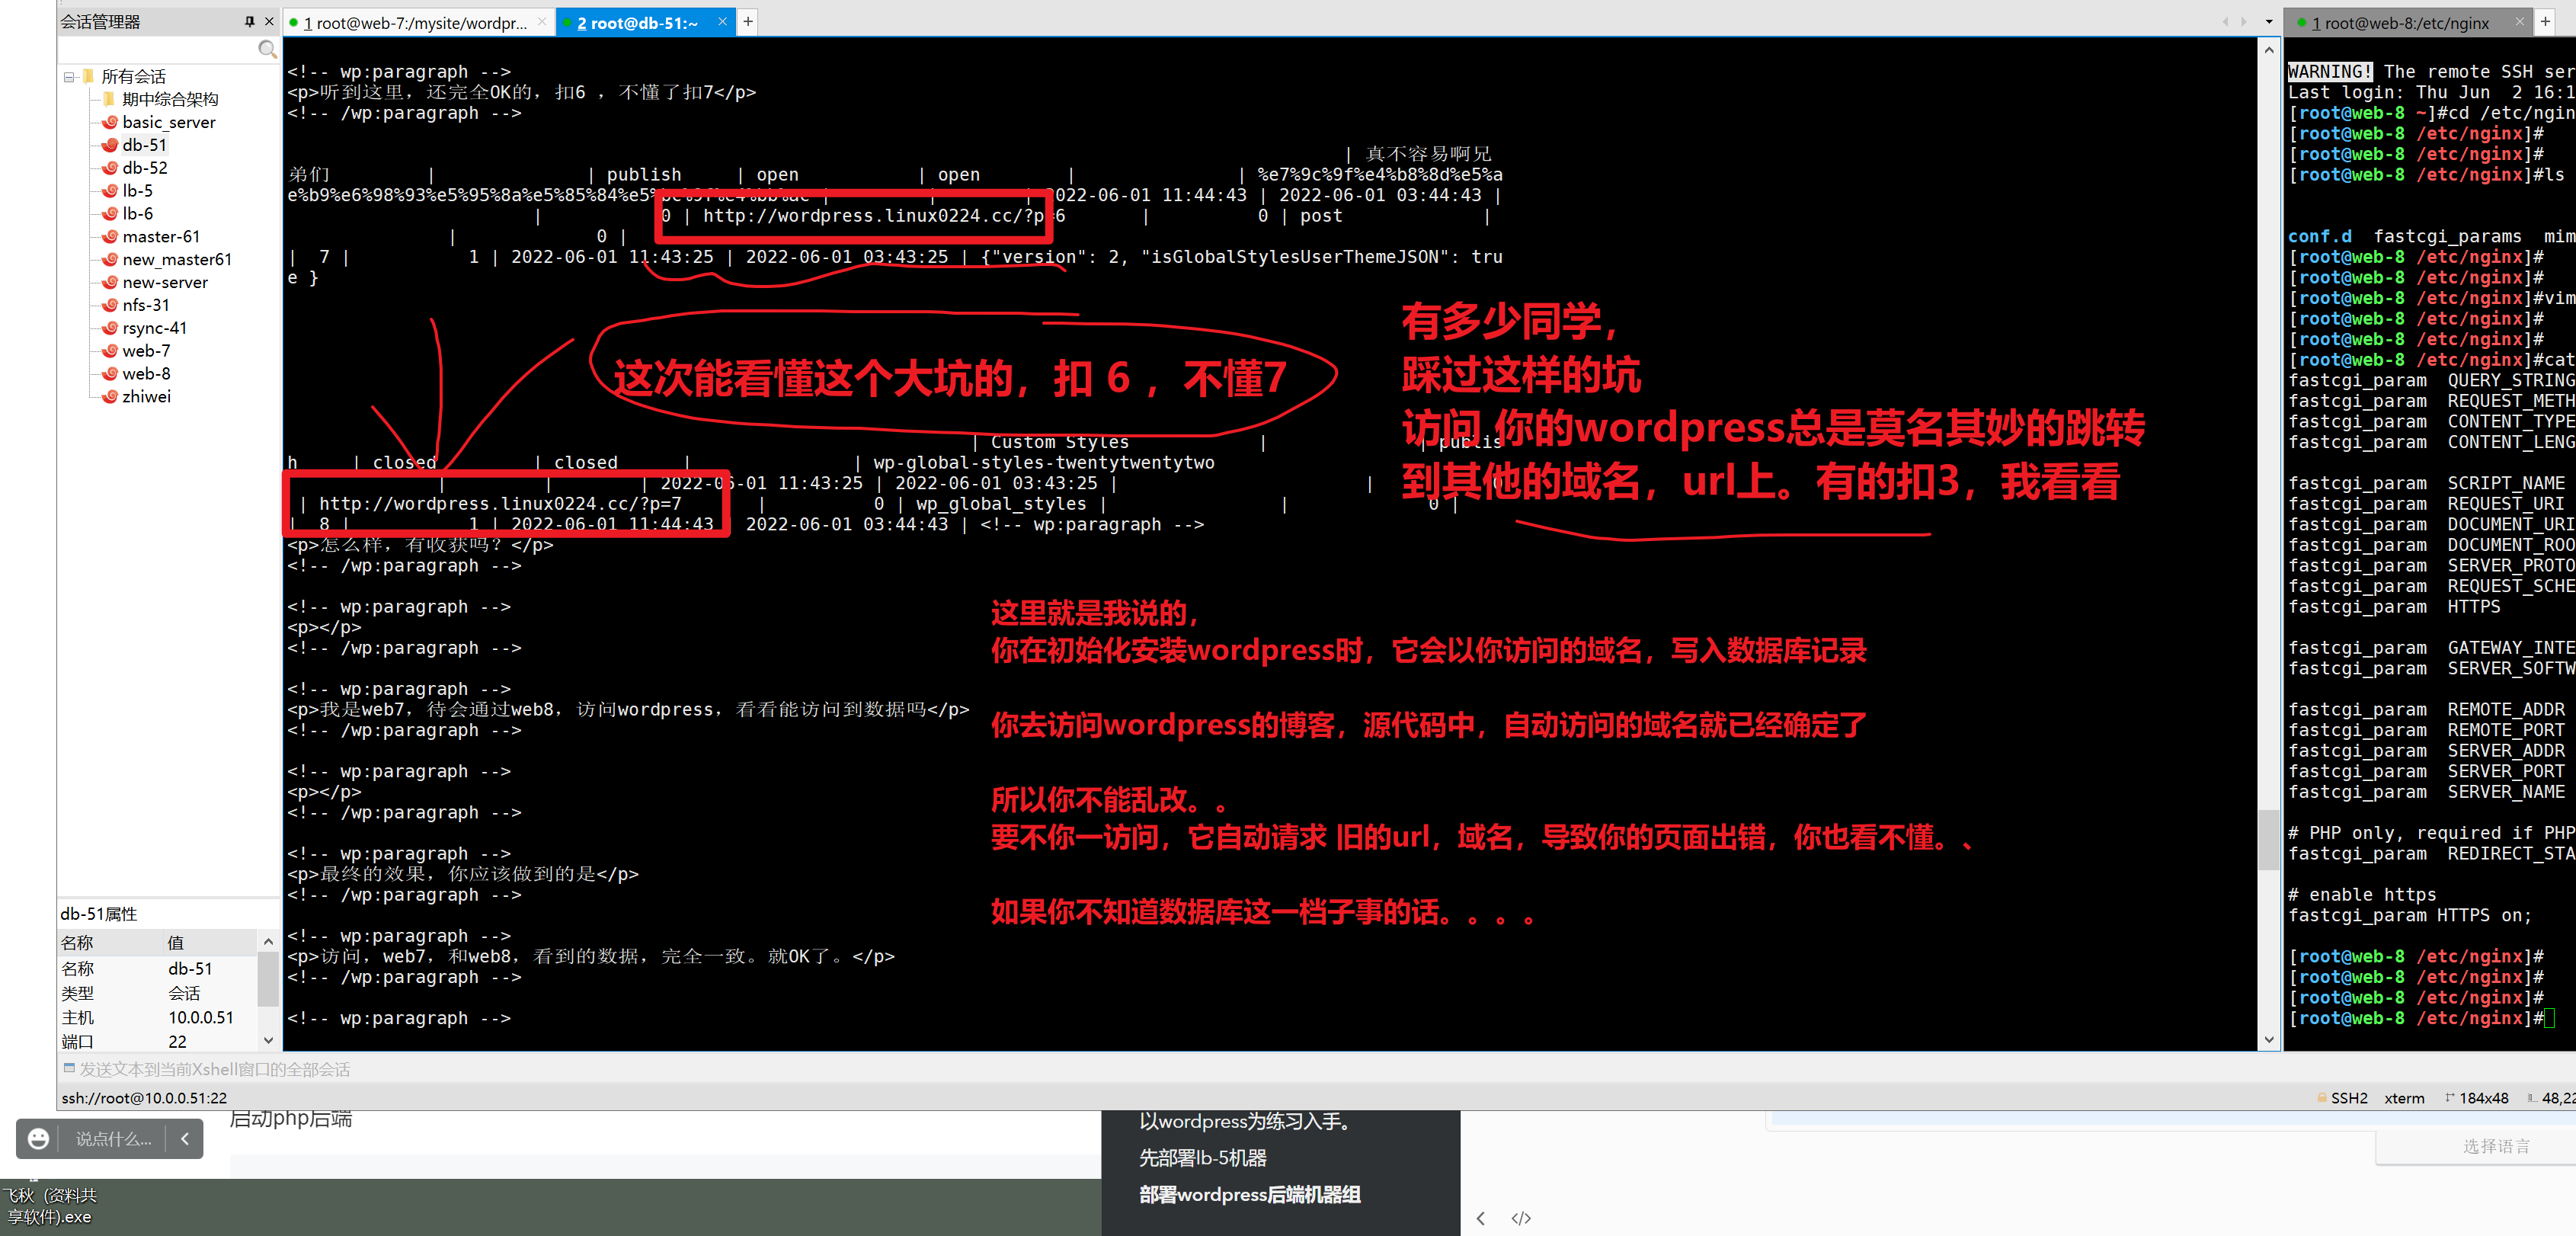 会话管理器
1 root@web-7:/mysite/wordpr...
2 root@db-51:~
1 root@web-8:/etc/nginx
所有会话
期中综合架构
basic_server
db-51
db-52
lb-5
lb-6
master-61
new_master61
new-server
nfs-31
rsync-41
web-7
web-8
zhiwei
db-51属性
名称 值
名称 db-51
类型 会话
主机 10.0.0.51
端口 22
<!-- wp:paragraph -->
<p>听到这里，还完全OK的，扣6 ，不懂了扣7</p>
<!-- /wp:paragraph -->
| 真不容易啊兄
弟们 | | publish | open | open | | %e7%9c%9f%e4%b8%8d%e5%a
e%b9%e6%98%93%e5%95%8a%e5%85%84%e5% 2022-06-01 11:44:43 | 2022-06-01 03:44:43 |
| 0 | http://wordpress.linux0224.cc/?p=6 | 0 | post |
| 0 |
| 7 | 1 | 2022-06-01 11:43:25 | 2022-06-01 03:43:25 | {"version": 2, "isGlobalStylesUserThemeJSON": tru
e }
这次能看懂这个大坑的，扣 6 ，不懂7
有多少同学，
踩过这样的坑
访问 你的wordpress总是莫名其妙的跳转
到其他的域名，url上。有的扣3，我看看
| Custom Styles | | publis
h | closed | closed | | wp-global-styles-twentytwentytwo
| | | 2022-06-01 11:43:25 | 2022-06-01 03:43:25 | |
| http://wordpress.linux0224.cc/?p=7 | 0 | wp_global_styles | | 0 |
| 8 | 1 | 2022-06-01 11:44:43 2022-06-01 03:44:43 | <!-- wp:paragraph -->
<p>怎么样，有收获吗？</p>
<!-- /wp:paragraph -->
<!-- wp:paragraph -->
<p></p>
<!-- /wp:paragraph -->
<!-- wp:paragraph -->
<p>我是web7，待会通过web8，访问wordpress，看看能访问到数据吗</p>
<!-- /wp:paragraph -->
<!-- wp:paragraph -->
<p></p>
<!-- /wp:paragraph -->
<!-- wp:paragraph -->
<p>最终的效果，你应该做到的是</p>
<!-- /wp:paragraph -->
<!-- wp:paragraph -->
<p>访问，web7，和web8，看到的数据，完全一致。就OK了。</p>
<!-- /wp:paragraph -->
<!-- wp:paragraph -->
这里就是我说的，
你在初始化安装wordpress时，它会以你访问的域名，写入数据库记录
你去访问wordpress的博客，源代码中，自动访问的域名就已经确定了
所以你不能乱改。。
要不你一访问，它自动请求 旧的url，域名，导致你的页面出错，你也看不懂。、
如果你不知道数据库这一档子事的话。。。。
WARNING! The remote SSH ser
Last login: Thu Jun 2 16:1
[root@web-8 ~]#cd /etc/ngin
[root@web-8 /etc/nginx]#
[root@web-8 /etc/nginx]#
[root@web-8 /etc/nginx]#ls
conf.d fastcgi_params mim
[root@web-8 /etc/nginx]#
[root@web-8 /etc/nginx]#
[root@web-8 /etc/nginx]#vim
[root@web-8 /etc/nginx]#
[root@web-8 /etc/nginx]#
[root@web-8 /etc/nginx]#cat
fastcgi_param QUERY_STRING
fastcgi_param REQUEST_METH
fastcgi_param CONTENT_TYPE
fastcgi_param CONTENT_LENG
fastcgi_param SCRIPT_NAME
fastcgi_param REQUEST_URI
fastcgi_param DOCUMENT_URI
fastcgi_param DOCUMENT_ROO
fastcgi_param SERVER_PROTO
fastcgi_param REQUEST_SCHE
fastcgi_param HTTPS
fastcgi_param GATEWAY_INTE
fastcgi_param SERVER_SOFTW
fastcgi_param REMOTE_ADDR
fastcgi_param REMOTE_PORT
fastcgi_param SERVER_ADDR
fastcgi_param SERVER_PORT
fastcgi_param SERVER_NAME
# PHP only, required if PHP
fastcgi_param REDIRECT_STA
# enable https
fastcgi_param HTTPS on;
[root@web-8 /etc/nginx]#
[root@web-8 /etc/nginx]#
[root@web-8 /etc/nginx]#
[root@web-8 /etc/nginx]#
发送文本到当前Xshell窗口的全部会话
ssh://root@10.0.0.51:22
SSH2 xterm 184x48 48,22
启动php后端
说点什么...
以wordpress为练习入手。
先部署lb-5机器
部署wordpress后端机器组
选择语言
飞秋（资料共
享软件).exe